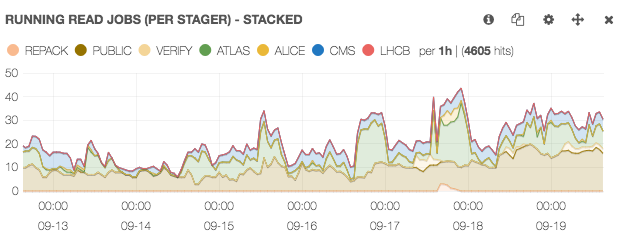 RUNNING READ JOBS (PER STAGER) - STACKED
REPACK PUBLIC VERIFY ATLAS ALICE CMS LHCB per 1h | (4605 hits)
50
40
30
20
10
0
00:00 00:00 00:00 00:00 00:00 00:00 00:00
09-13 09-14 09-15 09-16 09-17 09-18 09-19